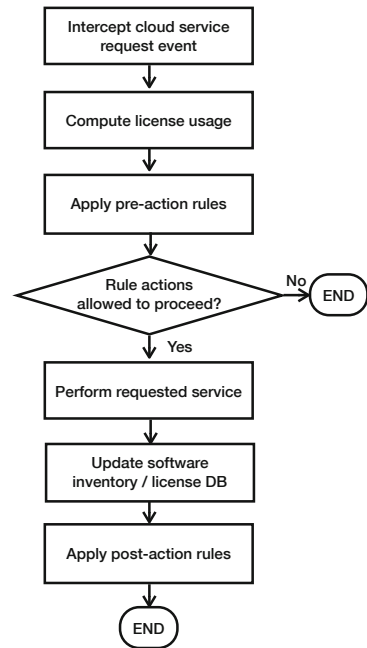 Intercept cloud service
request event
Compute license usage
Apply pre-action rules
Rule actions
allowed to proceed?
No
END
Yes
Perform requested service
Update software
inventory / license DB
Apply post-action rules
END